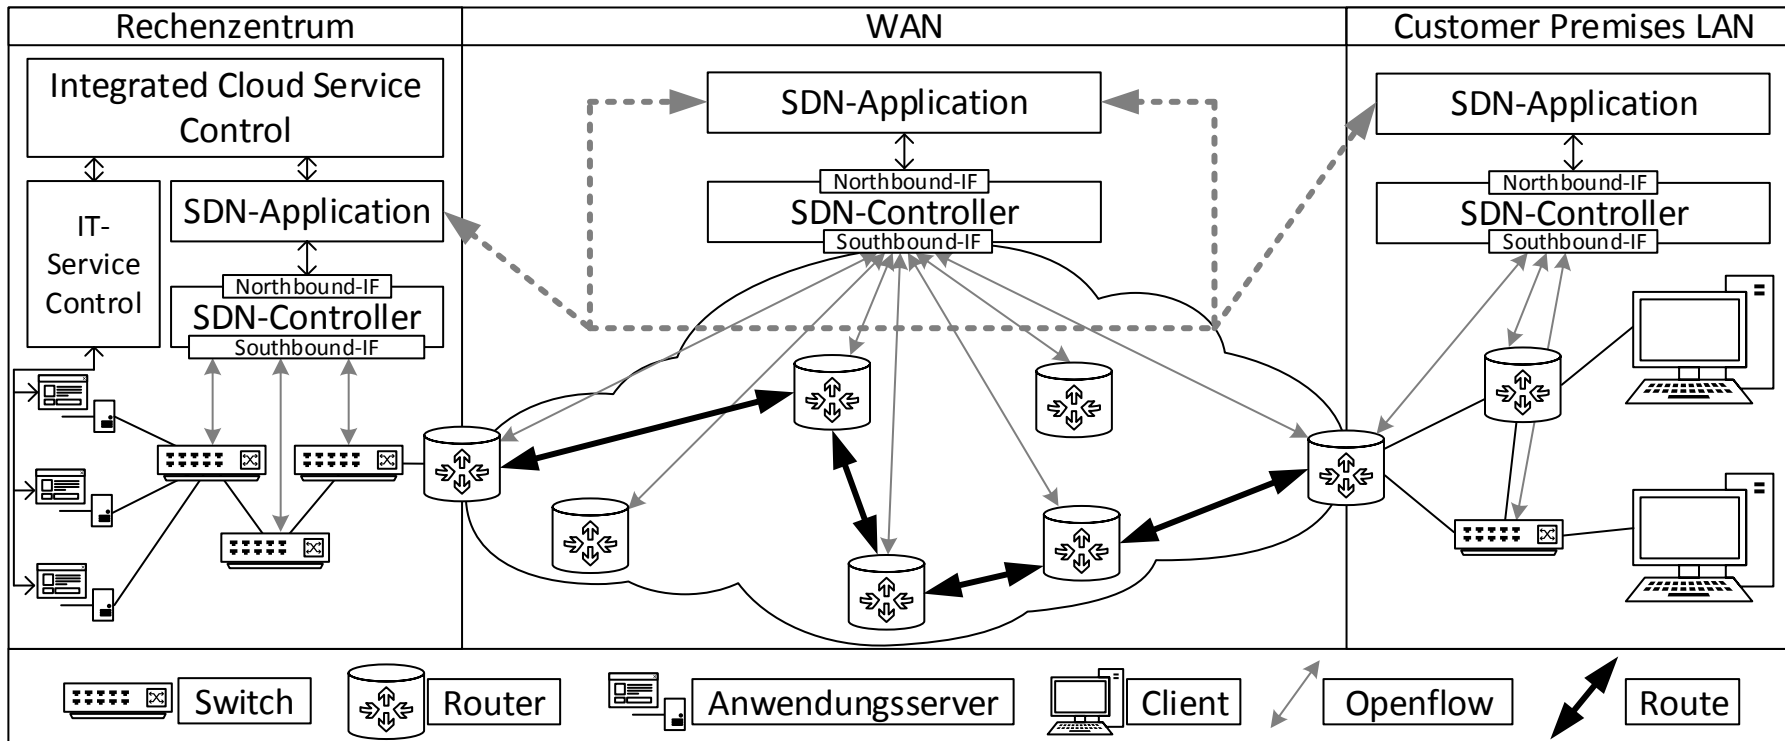 Rechenzentrum
WAN
Customer Premises LAN
Integrated Cloud Service
Control
IT-
Service
Control
SDN-Application
Northbound-IF
SDN-Controller
Southbound-IF
SDN-Application
Northbound-IF
SDN-Controller
Southbound-IF
SDN-Application
Northbound-IF
SDN-Controller
Southbound-IF
Switch
Router
Anwendungsserver
Client
Openflow
Route